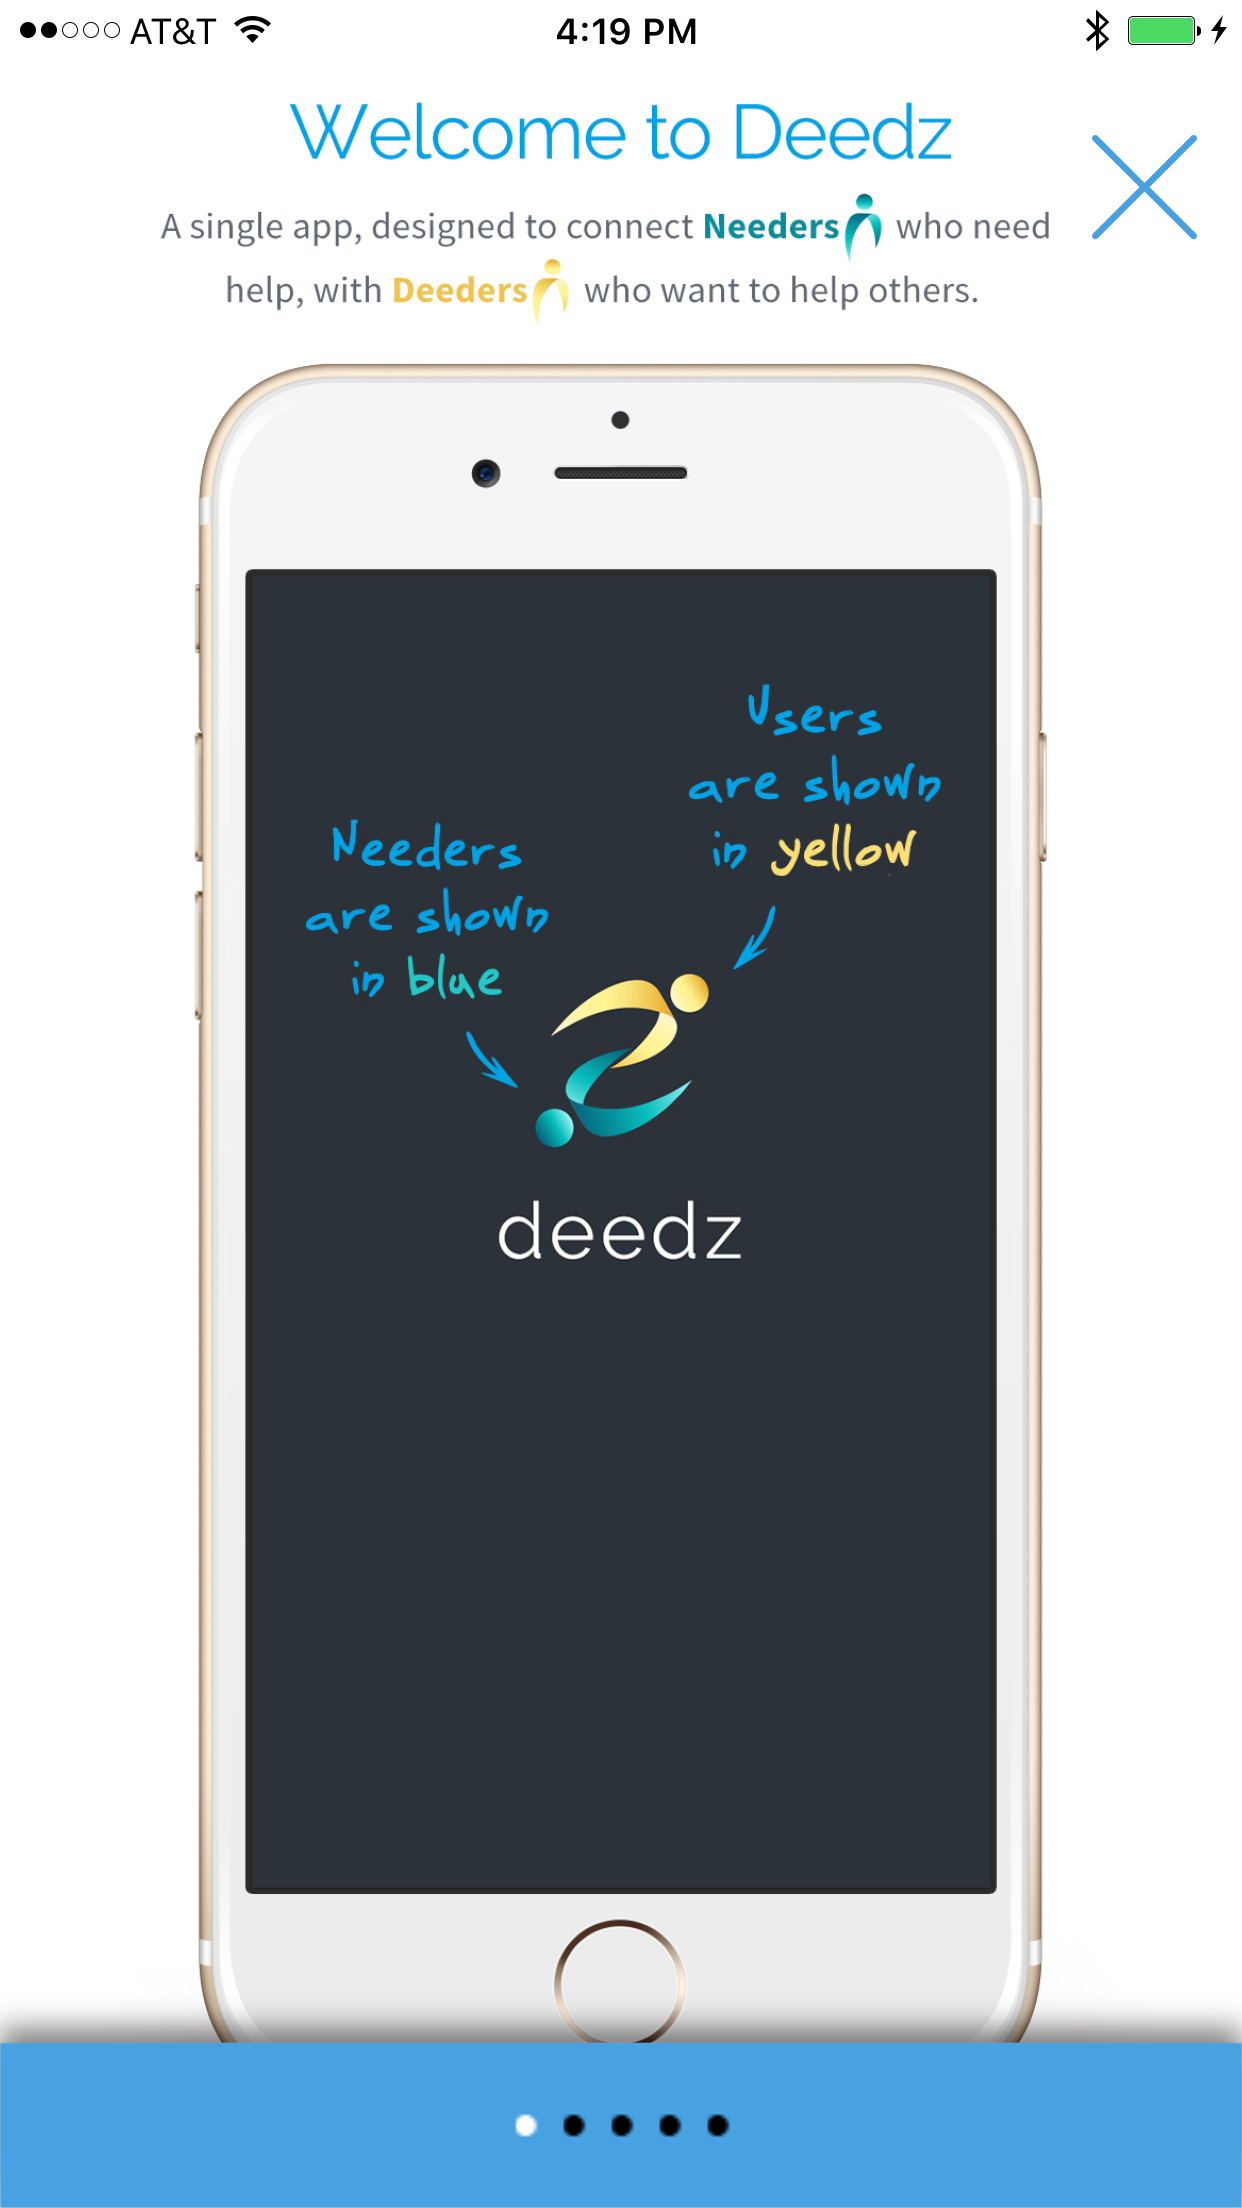 AT&T 4:19 PM
Welcome to Deedz
A single app, designed to connect Needers who need
help, with Deeders who want to help others.
Users
are shown
in yellow
Needers
are shown
in blue
deedz